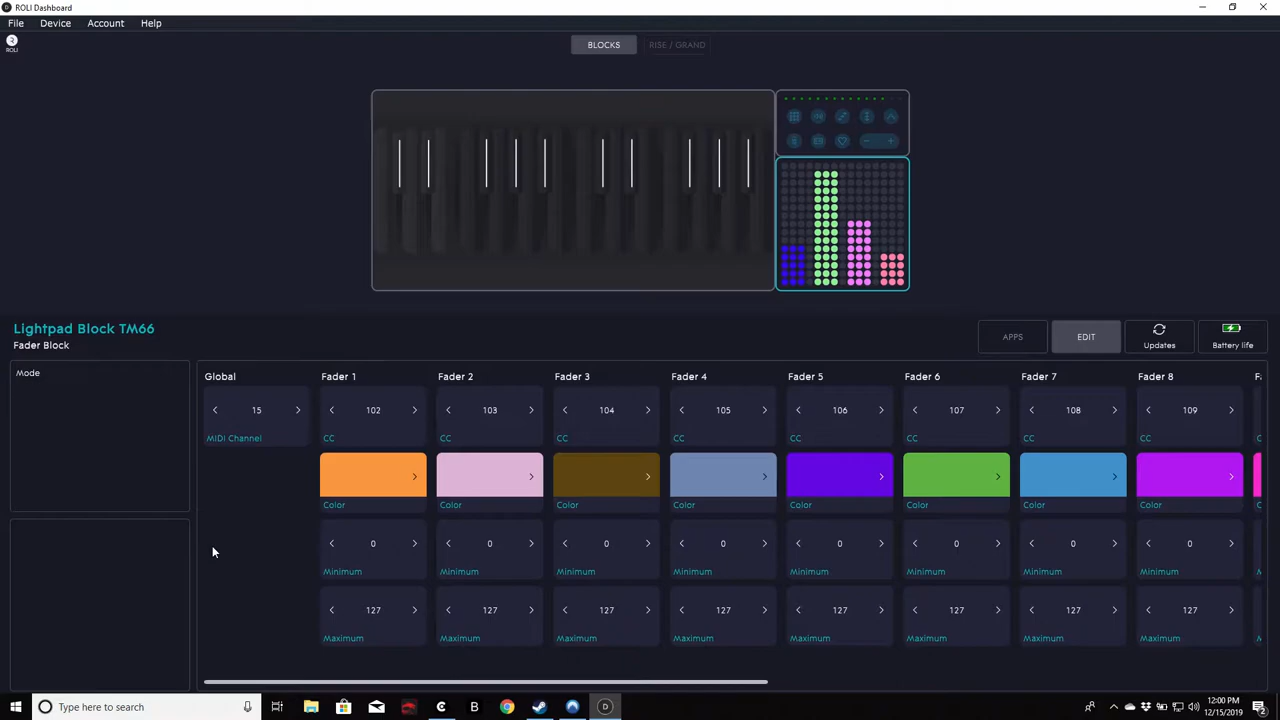 ROLI Dashboard
File Device Account Help
ROLI
BLOCKS RISE / GRAND
Lightpad Block TM66
Fader Block
APPS EDIT Updates Battery life
Mode
Global Fader 1 Fader 2 Fader 3 Fader 4 Fader 5 Fader 6 Fader 7 Fader 8
15 102 103 104 105 106 107 108 109
MIDI Channel CC CC CC CC CC CC CC CC
Color Color Color Color Color Color Color Color
0 0 0 0 0 0 0 0
Minimum Minimum Minimum Minimum Minimum Minimum Minimum Minimum
127 127 127 127 127 127 127 127
Maximum Maximum Maximum Maximum Maximum Maximum Maximum Maximum
Type here to search
12:00 PM
12/15/2019